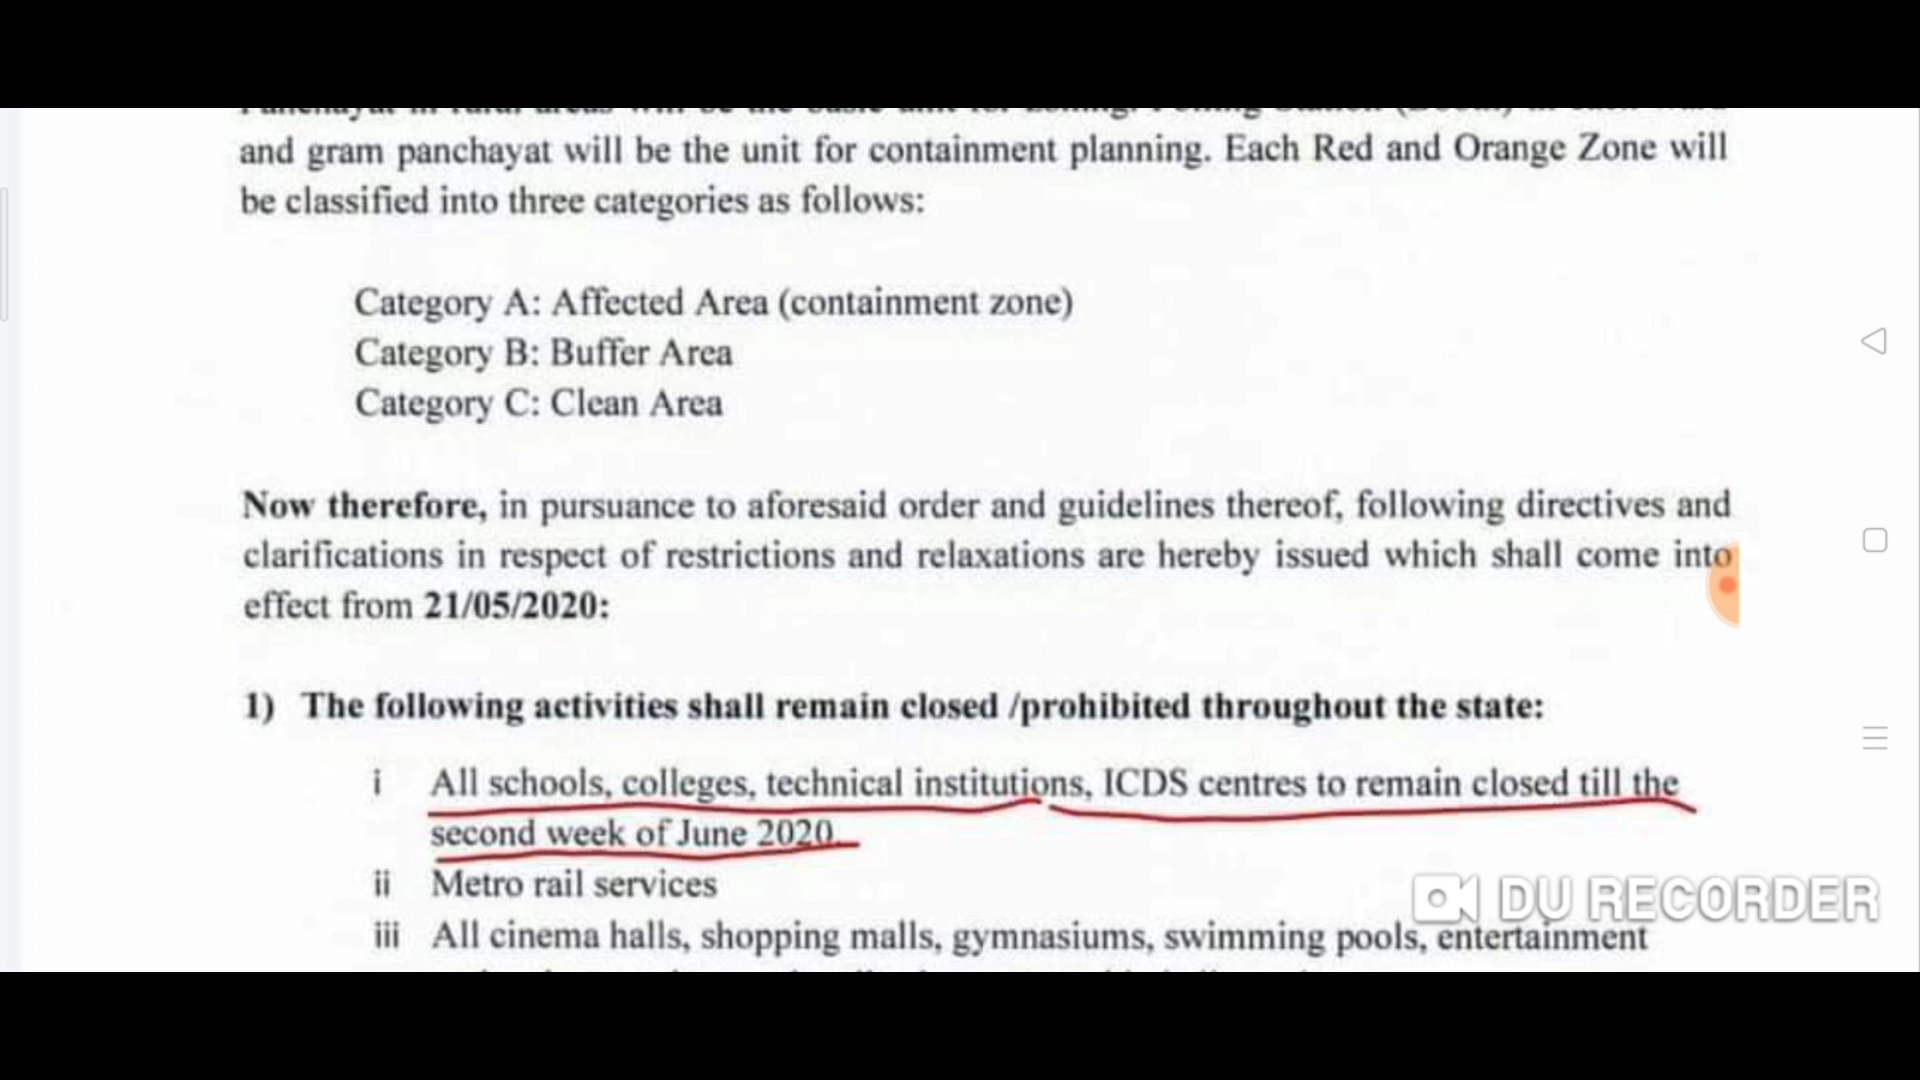 and gram panchayat will be the unit for containment planning. Each Red and Orange Zone will
be classified into three categories as follows:
Category A: Affected Area (containment zone)
Category B: Buffer Area
Category C: Clean Area
Now therefore, in pursuance to aforesaid order and guidelines thereof, following directives and
clarifications in respect of restrictions and relaxations are hereby issued which shall come into
effect from 21/05/2020:
1) The following activities shall remain closed /prohibited throughout the state:
i All schools, colleges, technical institutions, ICDS centres to remain closed till the
second week of June 2020.
ii Metro rail services
iii All cinema halls, shopping malls, gymnasiums, swimming pools, entertainment
DU RECORDER